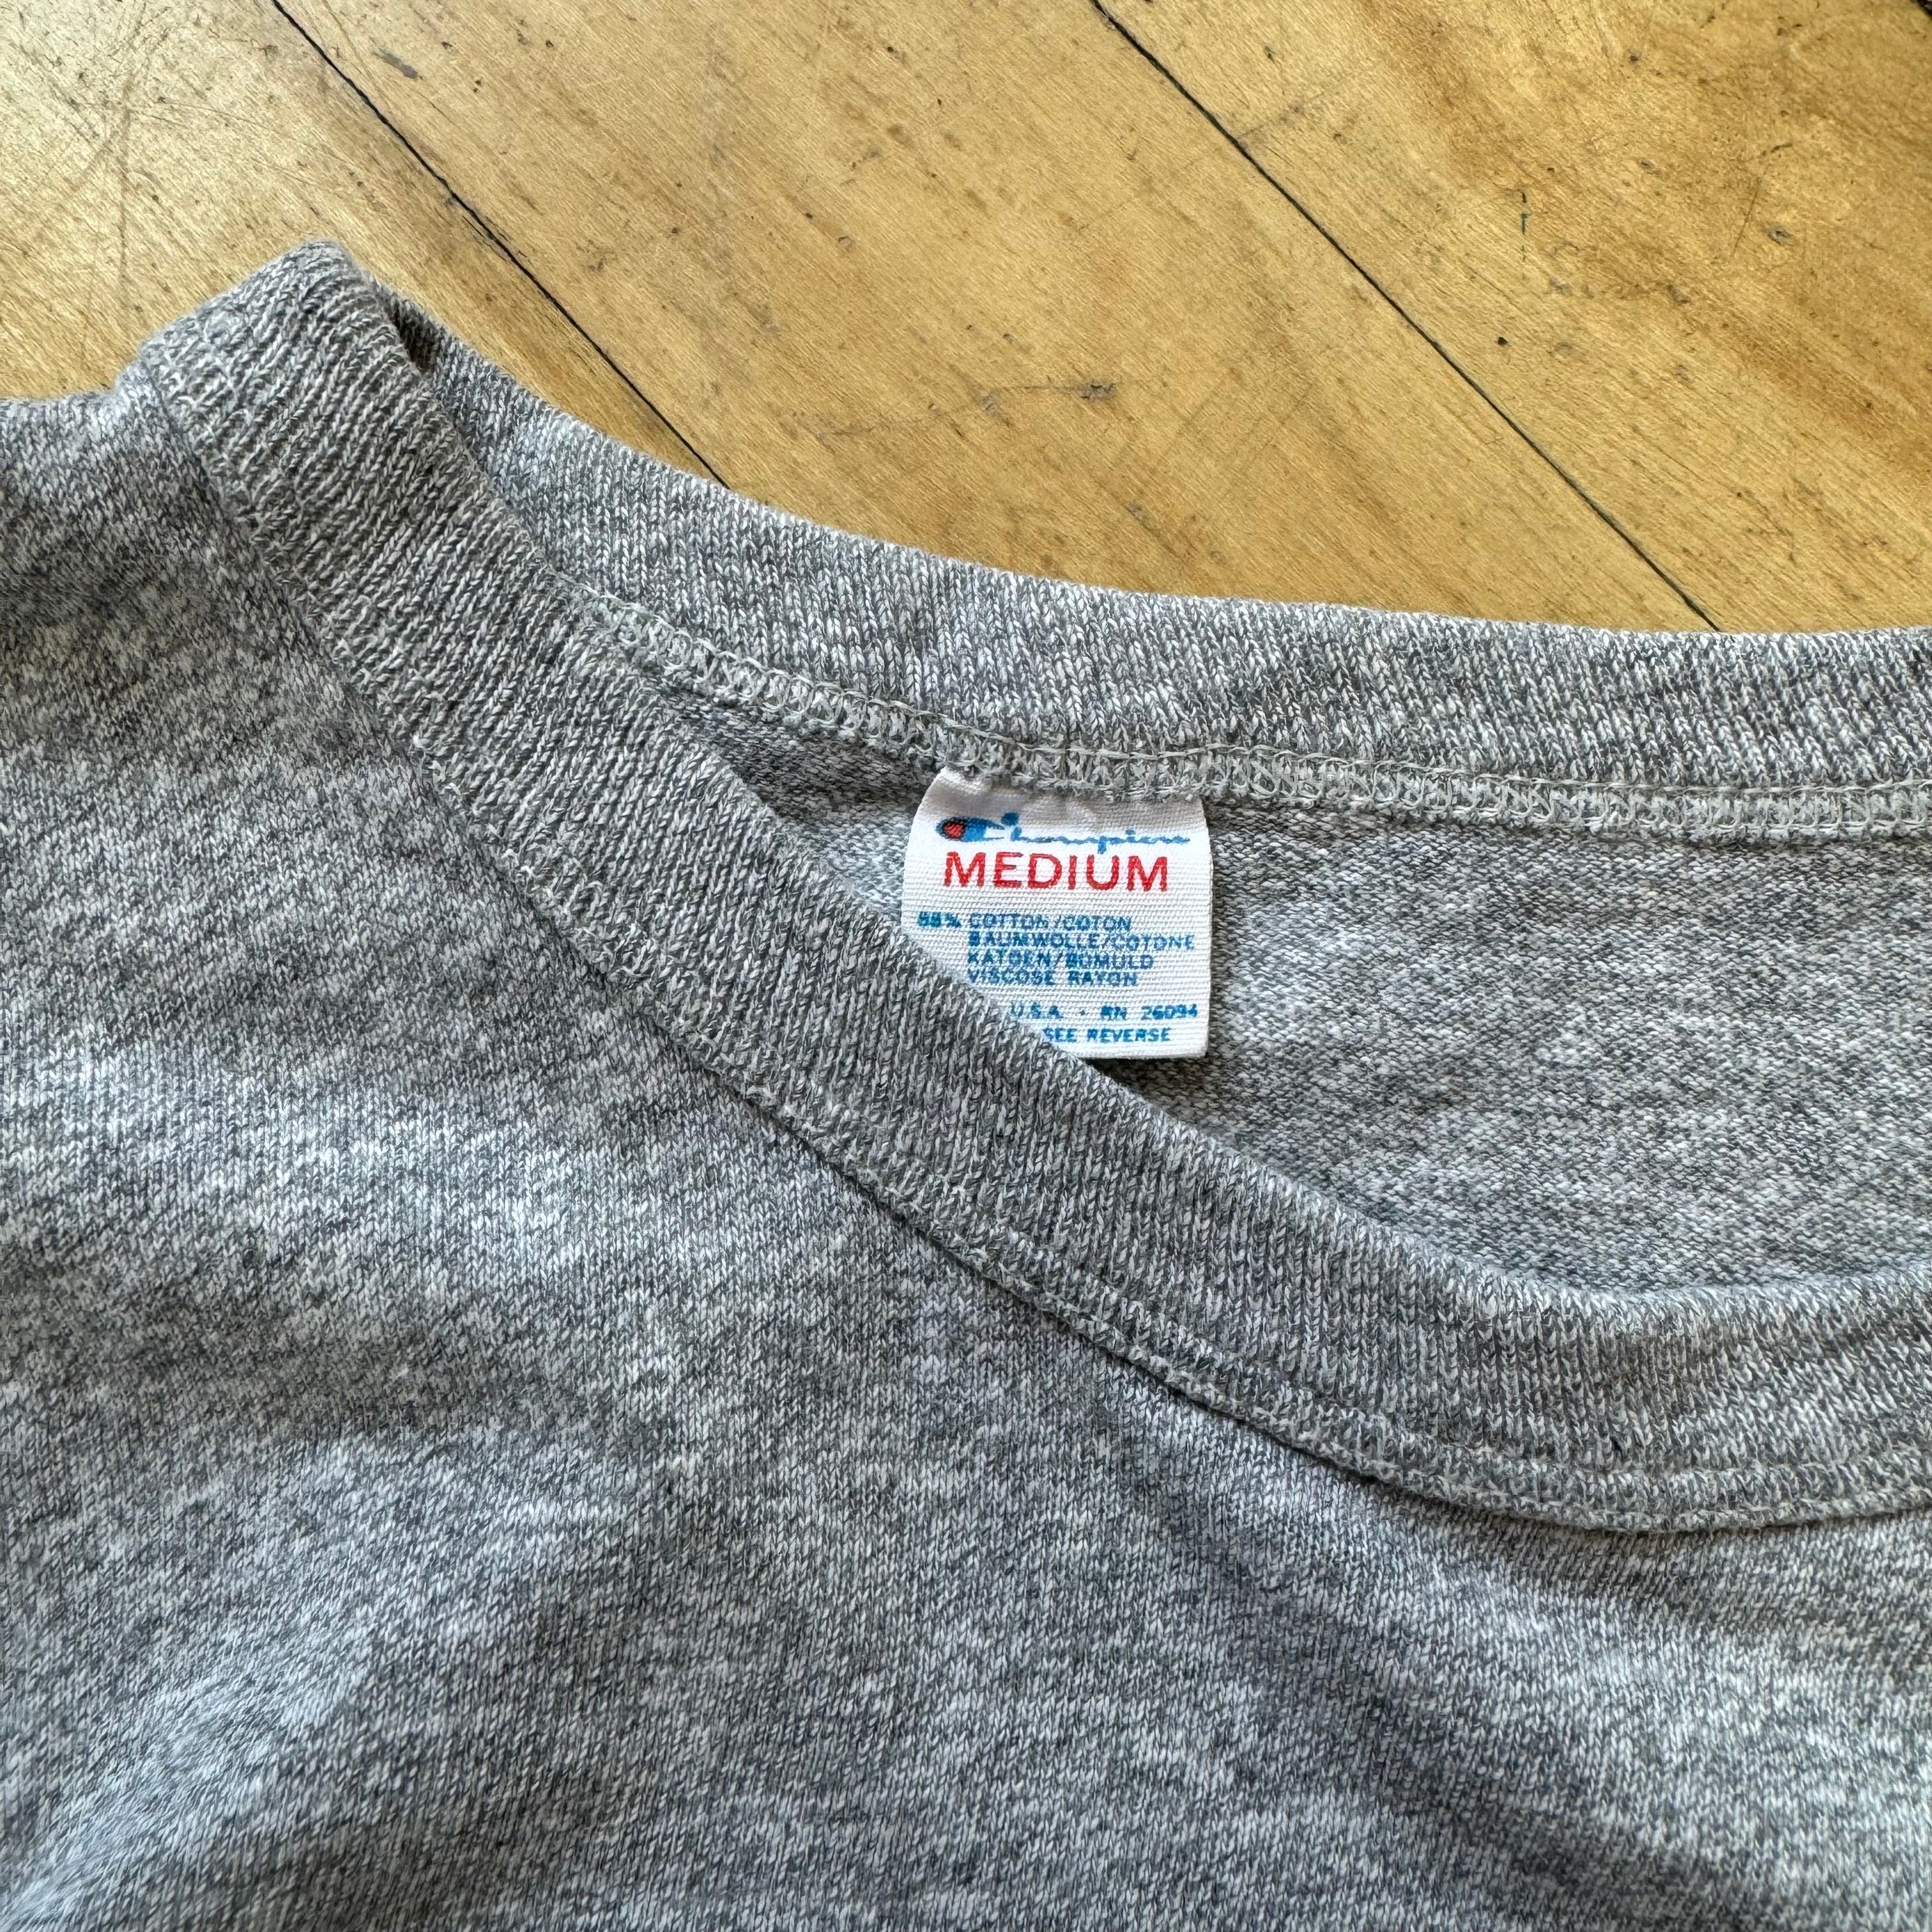 Champion
MEDIUM
88% COTTON/COTON
BAUMWOLLE/COTONE
KATOEN/BOMULD
VISCOSE RAYON
U.S.A. · RN 26094
SEE REVERSE